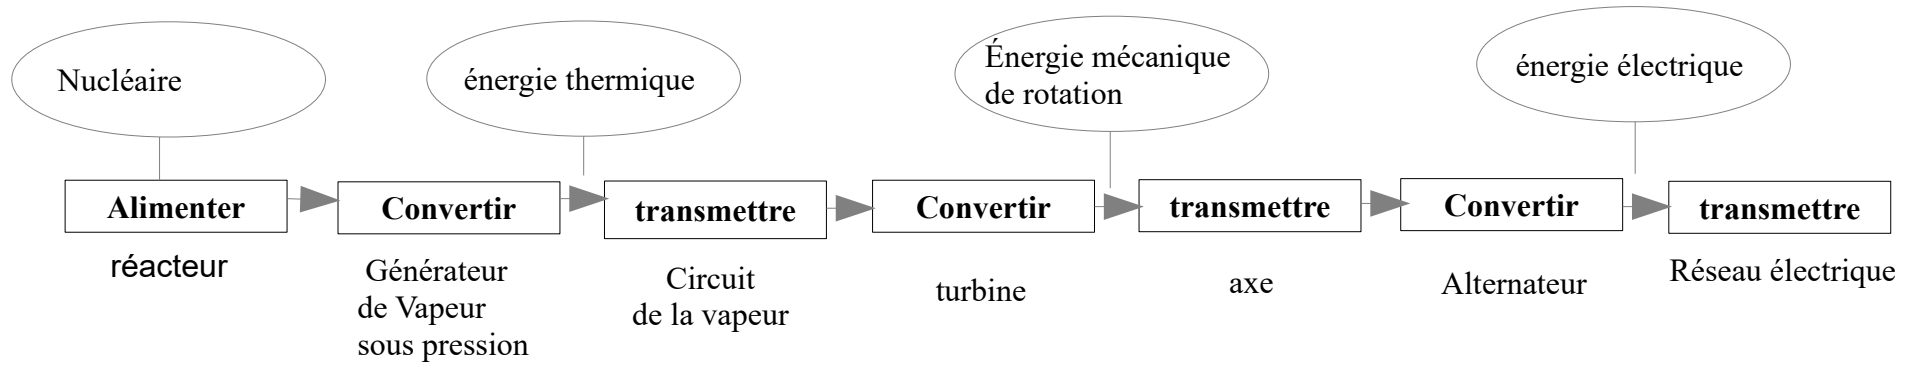 Nucléaire
énergie thermique
Énergie mécanique
de rotation
énergie électrique
Alimenter
Convertir
transmettre
Convertir
transmettre
Convertir
transmettre
réacteur
Générateur
de Vapeur
sous pression
Circuit
de la vapeur
turbine
axe
Alternateur
Réseau électrique